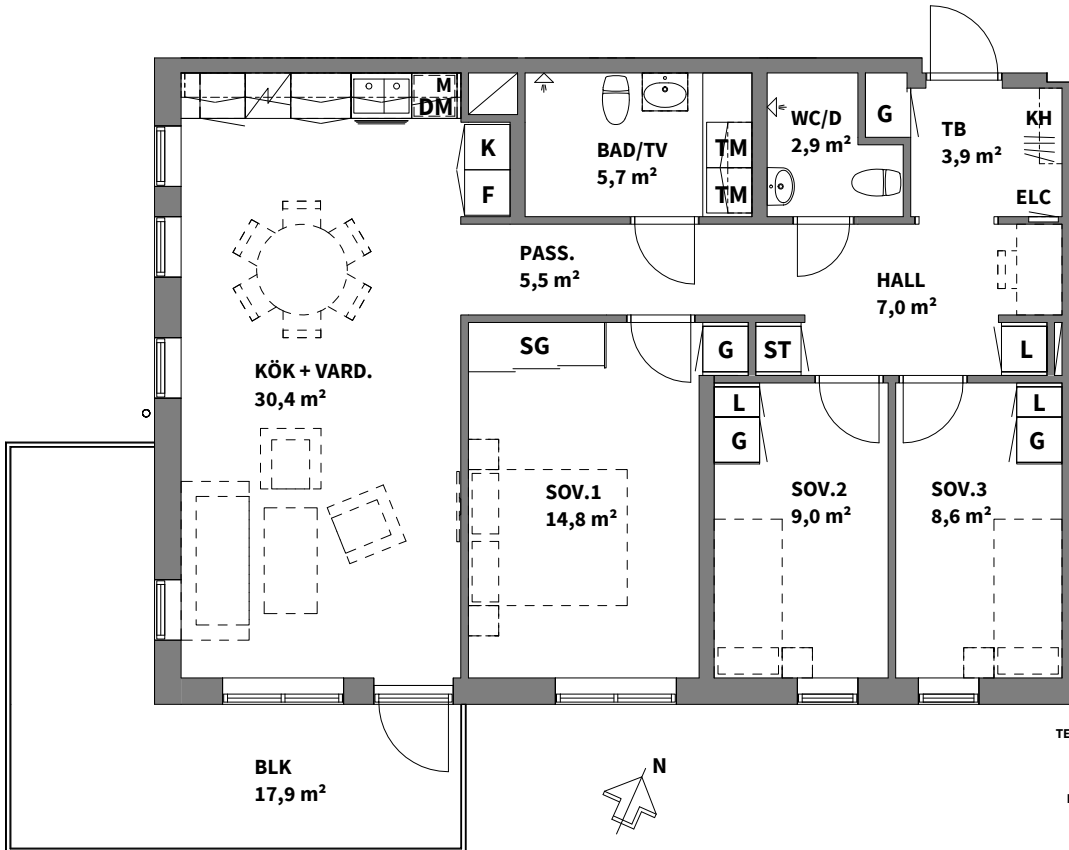 M
DM
K
F
BAD/TV
5,7 m²
TM
TM
WC/D
2,9 m²
G
TB
3,9 m²
KH
ELC
PASS.
5,5 m²
HALL
7,0 m²
KÖK + VARD.
30,4 m²
SG
G
ST
L
L
G
L
G
SOV.1
14,8 m²
SOV.2
9,0 m²
SOV.3
8,6 m²
BLK
17,9 m²
N
TE